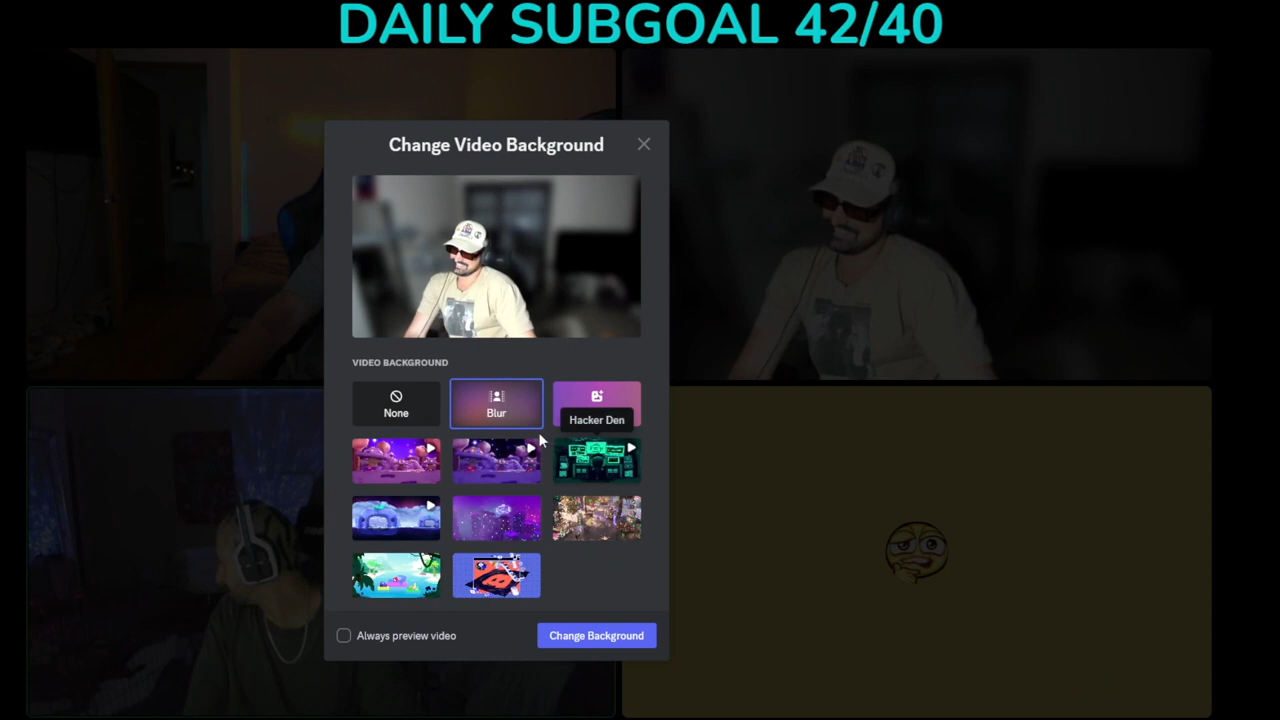 DAILY SUBGOAL 42/40
Change Video Background
VIDEO BACKGROUND
None
Blur
Hacker Den
Always preview video
Change Background